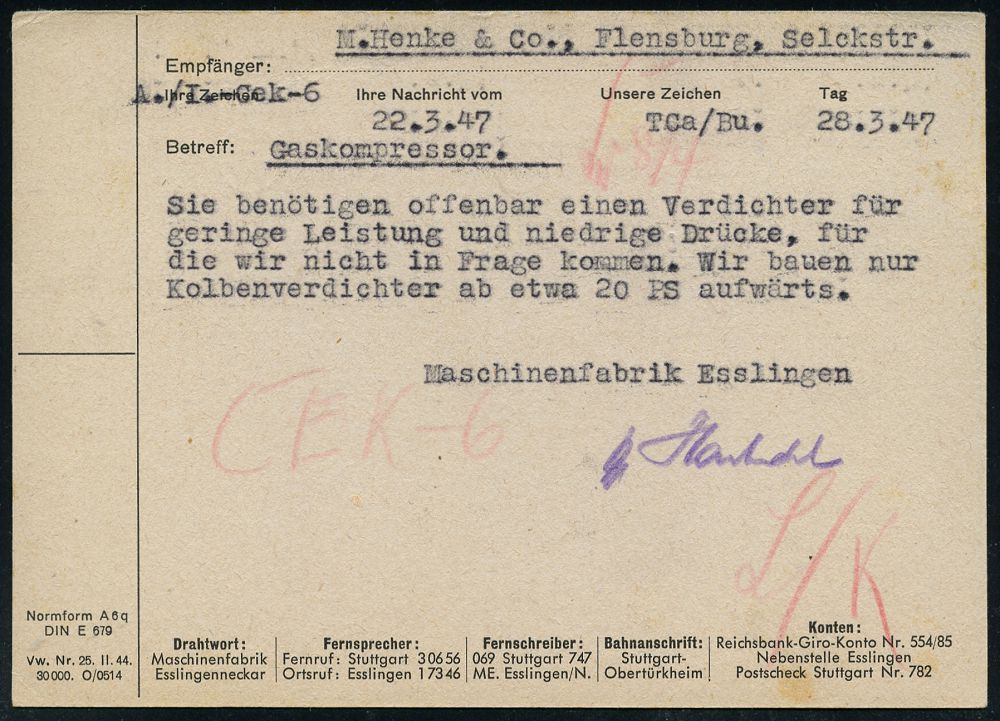 M.Henke & Co., Flensburg, Selckstr.
Empfänger:
Ihre Zeichen Ihre Nachricht vom Unsere Zeichen Tag
A./I.-Cek-6 22.3.47 TCa/Bu. 28.3.47
Betreff: Gaskompressor.
Sie benötigen offenbar einen Verdichter für
geringe Leistung und niedrige Drücke, für
die wir nicht in Frage kommen. Wir bauen nur
Kolbenverdichter ab etwa 20 PS aufwärts.
Maschinenfabrik Esslingen
CEK-6
L/K
Normform A6q
DIN E 679
Vw. Nr. 25. II. 44.
30000. O/0514
Drahtwort:
Maschinenfabrik
Esslingenneckar
Fernsprecher:
Fernruf: Stuttgart 30656
Ortsruf: Esslingen 17346
Fernschreiber:
069 Stuttgart 747
ME. Esslingen/N.
Bahnanschrift:
Stuttgart-
Obertürkheim
Konten:
Reichsbank-Giro-Konto Nr. 554/85
Nebenstelle Esslingen
Postscheck Stuttgart Nr. 782